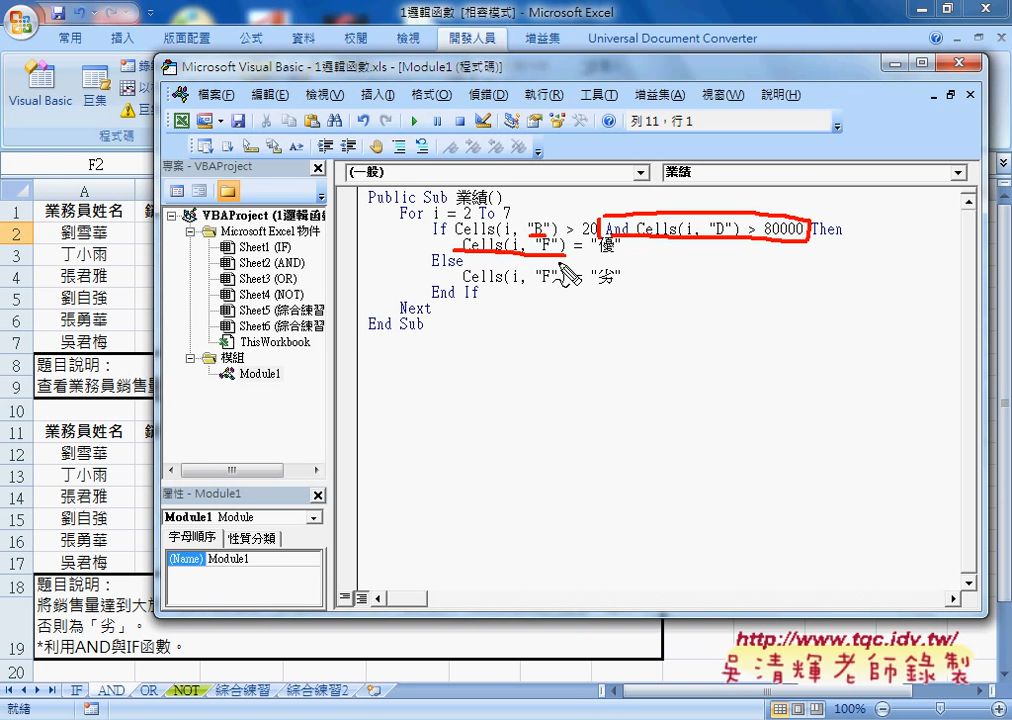 1邏輯函數 [相容模式] - Microsoft Excel
常用 插入 版面配置 公式 資料 校閱 檢視 開發人員 增益集 Universal Document Converter
Visual Basic 巨集
程式碼
F2
Microsoft Visual Basic - 1邏輯函數.xls - [Module1 (程式碼)]
檔案(F) 編輯(E) 檢視(V) 插入(I) 格式(O) 偵錯(D) 執行(R) 工具(T) 增益集(A) 視窗(W) 說明(H)
列 11，行 1
專案 - VBAProject
VBAProject (1邏輯函
Microsoft Excel 物件
Sheet1 (IF)
Sheet2 (AND)
Sheet3 (OR)
Sheet4 (NOT)
Sheet5 (綜合練習
Sheet6 (綜合練習
ThisWorkbook
模組
Module1
屬性 - Module1
Module1 Module
字母順序 性質分類
(Name) Module1
(一般) 業績
Public Sub 業績()
For i = 2 To 7
If Cells(i, "B") > 20 And Cells(i, "D") > 80000 Then
Cells(i, "F") = "優"
Else
Cells(i, "F") = "劣"
End If
Next
End Sub
A
1 業務員姓名
2 劉雪華
3 丁小雨
4 張君雅
5 劉自強
6 張勇華
7 吳君梅
8 題目說明：
9 查看業務員銷售量
10
11 業務員姓名
12 劉雪華
13 丁小雨
14 張君雅
15 劉自強
16 張勇華
17 吳君梅
18 題目說明：
將銷售量達到大於
否則為「劣」。
19 *利用AND與IF函數。
20
http://www.tqc.idv.tw/
吳清輝老師錄製
IF AND OR NOT 綜合練習 綜合練習2
就緒 100%